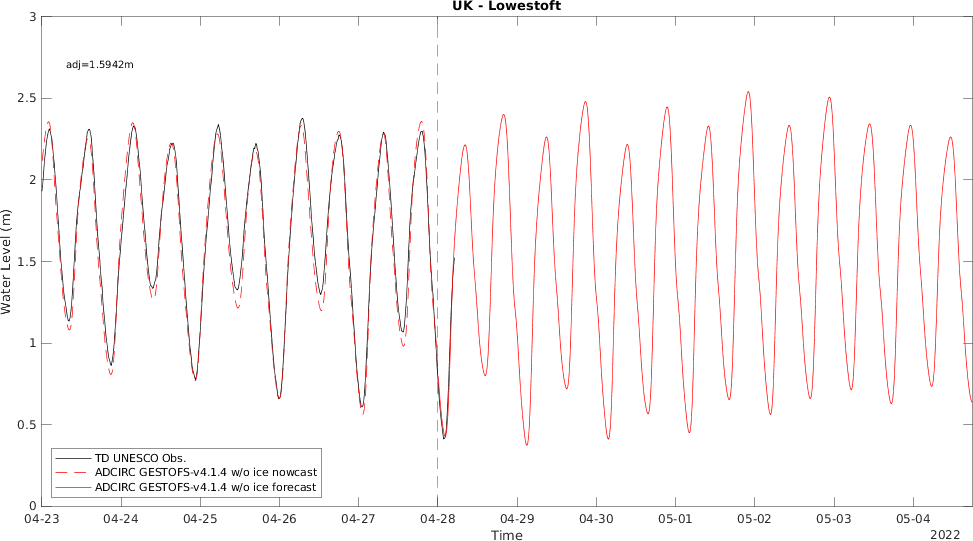 UK - Lowestoft
3
adj=1.5942m
2.5
2
1.5
1
0.5
0
Water Level (m)
TD UNESCO Obs.
ADCIRC GESTOFS-v4.1.4 w/o ice nowcast
ADCIRC GESTOFS-v4.1.4 w/o ice forecast
04-23 04-24 04-25 04-26 04-27 04-28 04-29 04-30 05-01 05-02 05-03 05-04
Time
2022